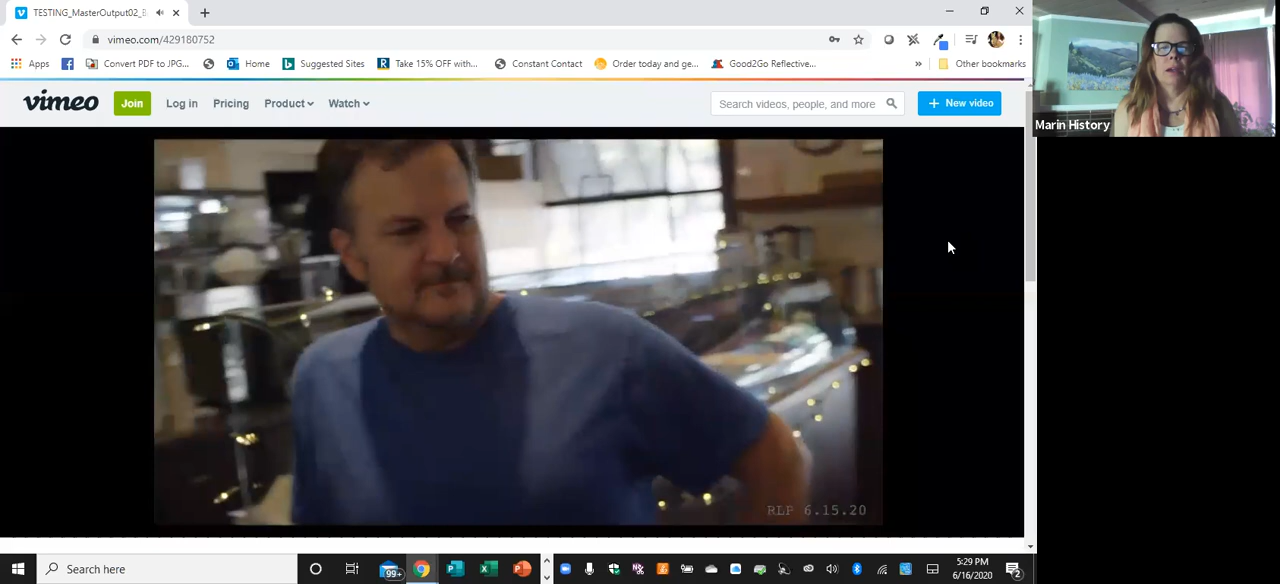 TESTING_MasterOutput02_
vimeo.com/429180752
Apps
Convert PDF to JPG...
Home
Suggested Sites
Take 15% OFF with...
Constant Contact
Order today and ge...
Good2Go Reflective...
»
Other bookmarks
vimeo
Join
Log in
Pricing
Product
Watch
Search videos, people, and more
+ New video
Marin History
RLP 6.15.20
Search here
99+
5:29 PM
6/16/2020
2